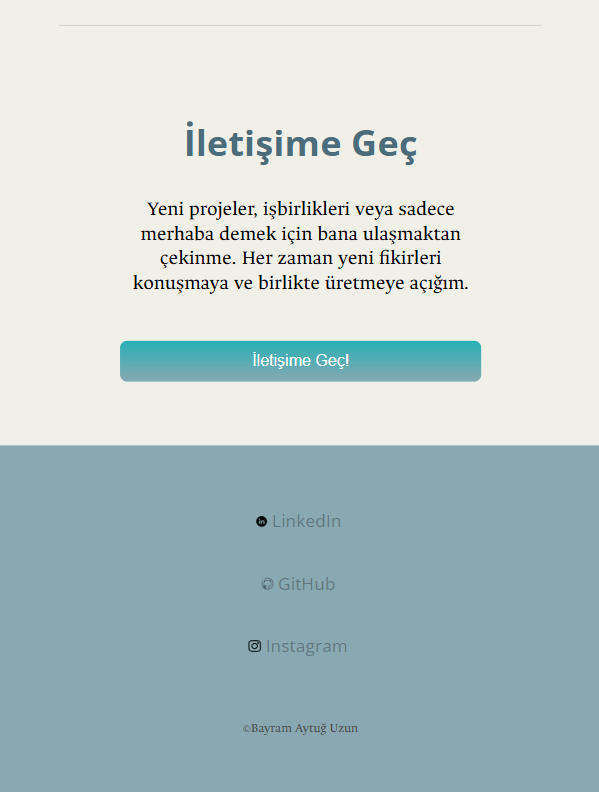 İletişime Geç
Yeni projeler, işbirlikleri veya sadece
merhaba demek için bana ulaşmaktan
çekinme. Her zaman yeni fikirleri
konuşmaya ve birlikte üretmeye açığım.
İletişime Geç!
LinkedIn
GitHub
Instagram
©Bayram Aytuğ Uzun